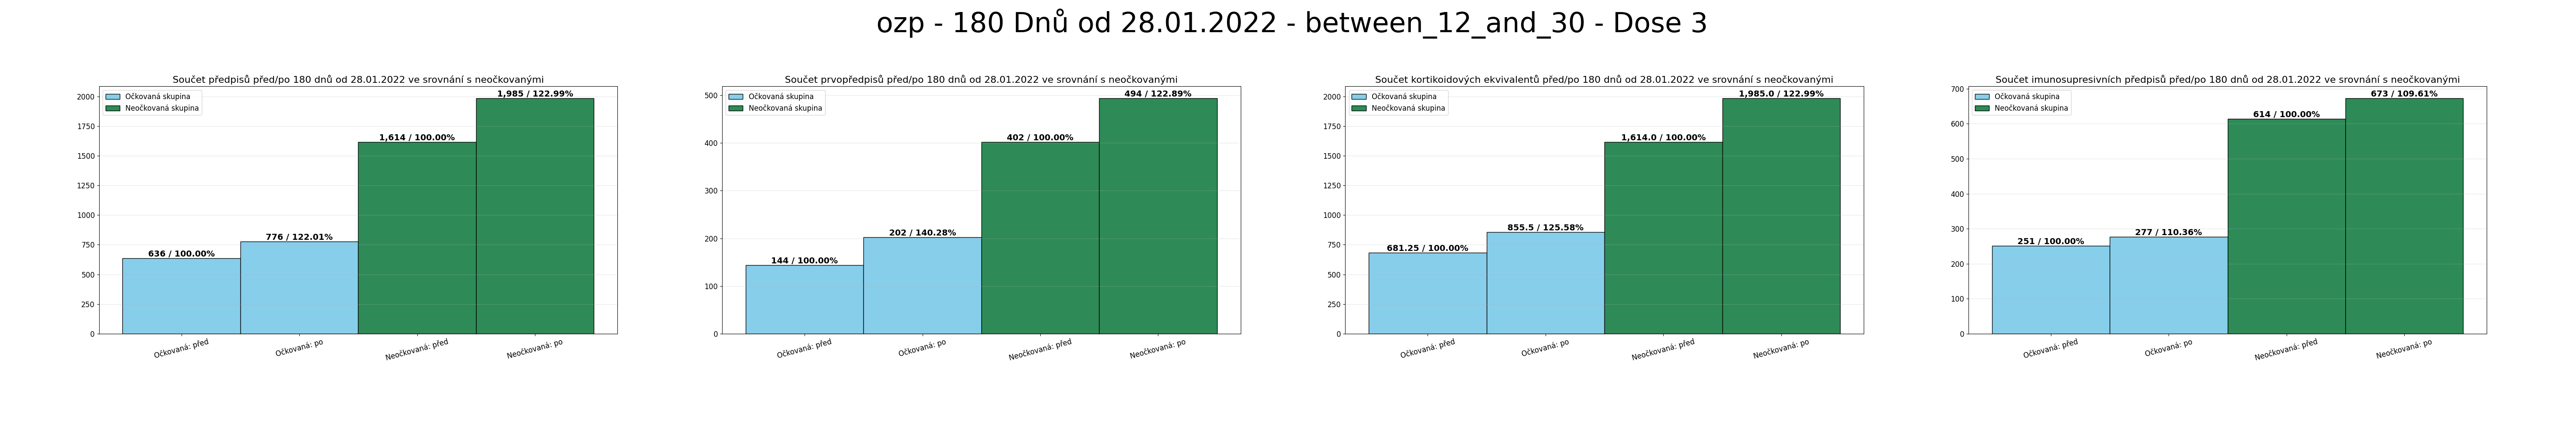 ozp - 180 Dnů od 28.01.2022 - between_12_and_30 - Dose 3
Součet předpisů před/po 180 dnů od 28.01.2022 ve srovnání s neočkovanými
Očkovaná skupina
Neočkovaná skupina
2000
1750
1500
1250
1000
750
500
250
0
636 / 100.00%
776 / 122.01%
1,614 / 100.00%
1,985 / 122.99%
Očkovaná: před
Očkovaná: po
Neočkovaná: před
Neočkovaná: po
Součet prvopředpisů před/po 180 dnů od 28.01.2022 ve srovnání s neočkovanými
Očkovaná skupina
Neočkovaná skupina
500
400
300
200
100
0
144 / 100.00%
202 / 140.28%
402 / 100.00%
494 / 122.89%
Očkovaná: před
Očkovaná: po
Neočkovaná: před
Neočkovaná: po
Součet kortikoidových ekvivalentů před/po 180 dnů od 28.01.2022 ve srovnání s neočkovanými
Očkovaná skupina
Neočkovaná skupina
2000
1750
1500
1250
1000
750
500
250
0
681.25 / 100.00%
855.5 / 125.58%
1,614.0 / 100.00%
1,985.0 / 122.99%
Očkovaná: před
Očkovaná: po
Neočkovaná: před
Neočkovaná: po
Součet imunosupresivních předpisů před/po 180 dnů od 28.01.2022 ve srovnání s neočkovanými
Očkovaná skupina
Neočkovaná skupina
700
600
500
400
300
200
100
0
251 / 100.00%
277 / 110.36%
614 / 100.00%
673 / 109.61%
Očkovaná: před
Očkovaná: po
Neočkovaná: před
Neočkovaná: po